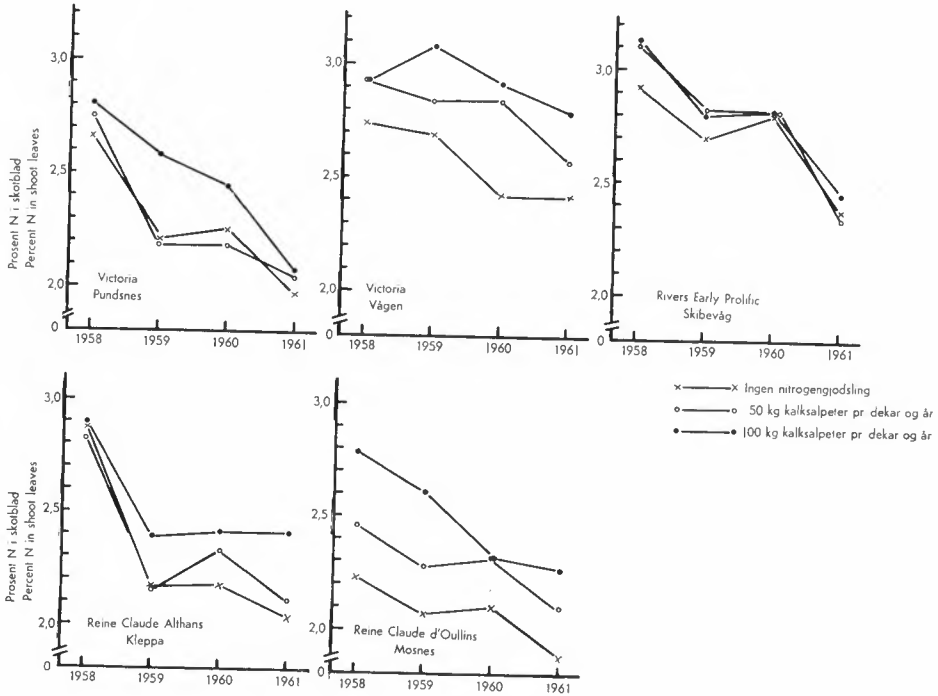 Prosent N i skotblad
Percent N in shoot leaves
3,0
2,5
2,0
0
1958 1959 1960 1961
Victoria
Pundsnes
3,0
2,5
2,0
0
1958 1959 1960 1961
Victoria
Vågen
3,0
2,5
2,0
0
1958 1959 1960 1961
Rivers Early Prolific
Skibevåg
Ingen nitrogengjødsling
50 kg kalksalpeter pr dekar og år
100 kg kalksalpeter pr dekar og år
Prosent N i skotblad
Percent N in shoot leaves
3,0
2,5
2,0
0
1958 1959 1960 1961
Reine Claude Althans
Kleppa
3,0
2,5
2,0
0
1958 1959 1960 1961
Reine Claude d'Oullins
Mosnes